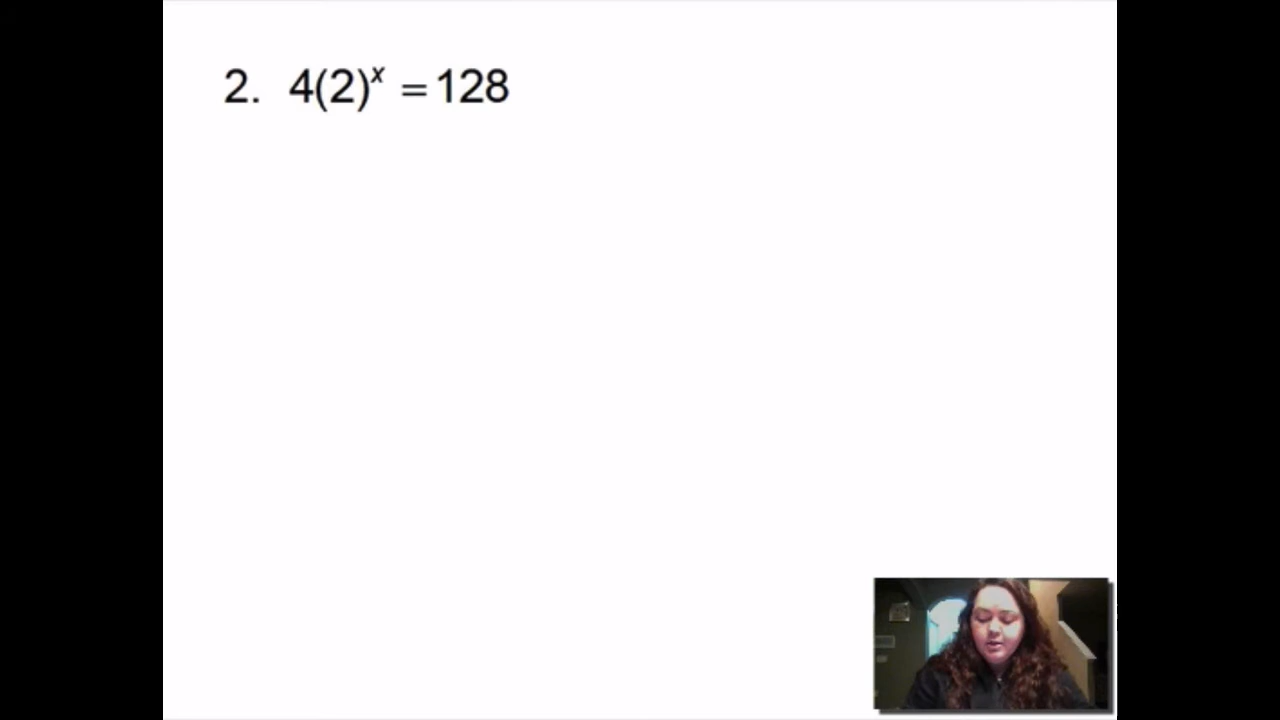 2. 4(2)ˣ = 128